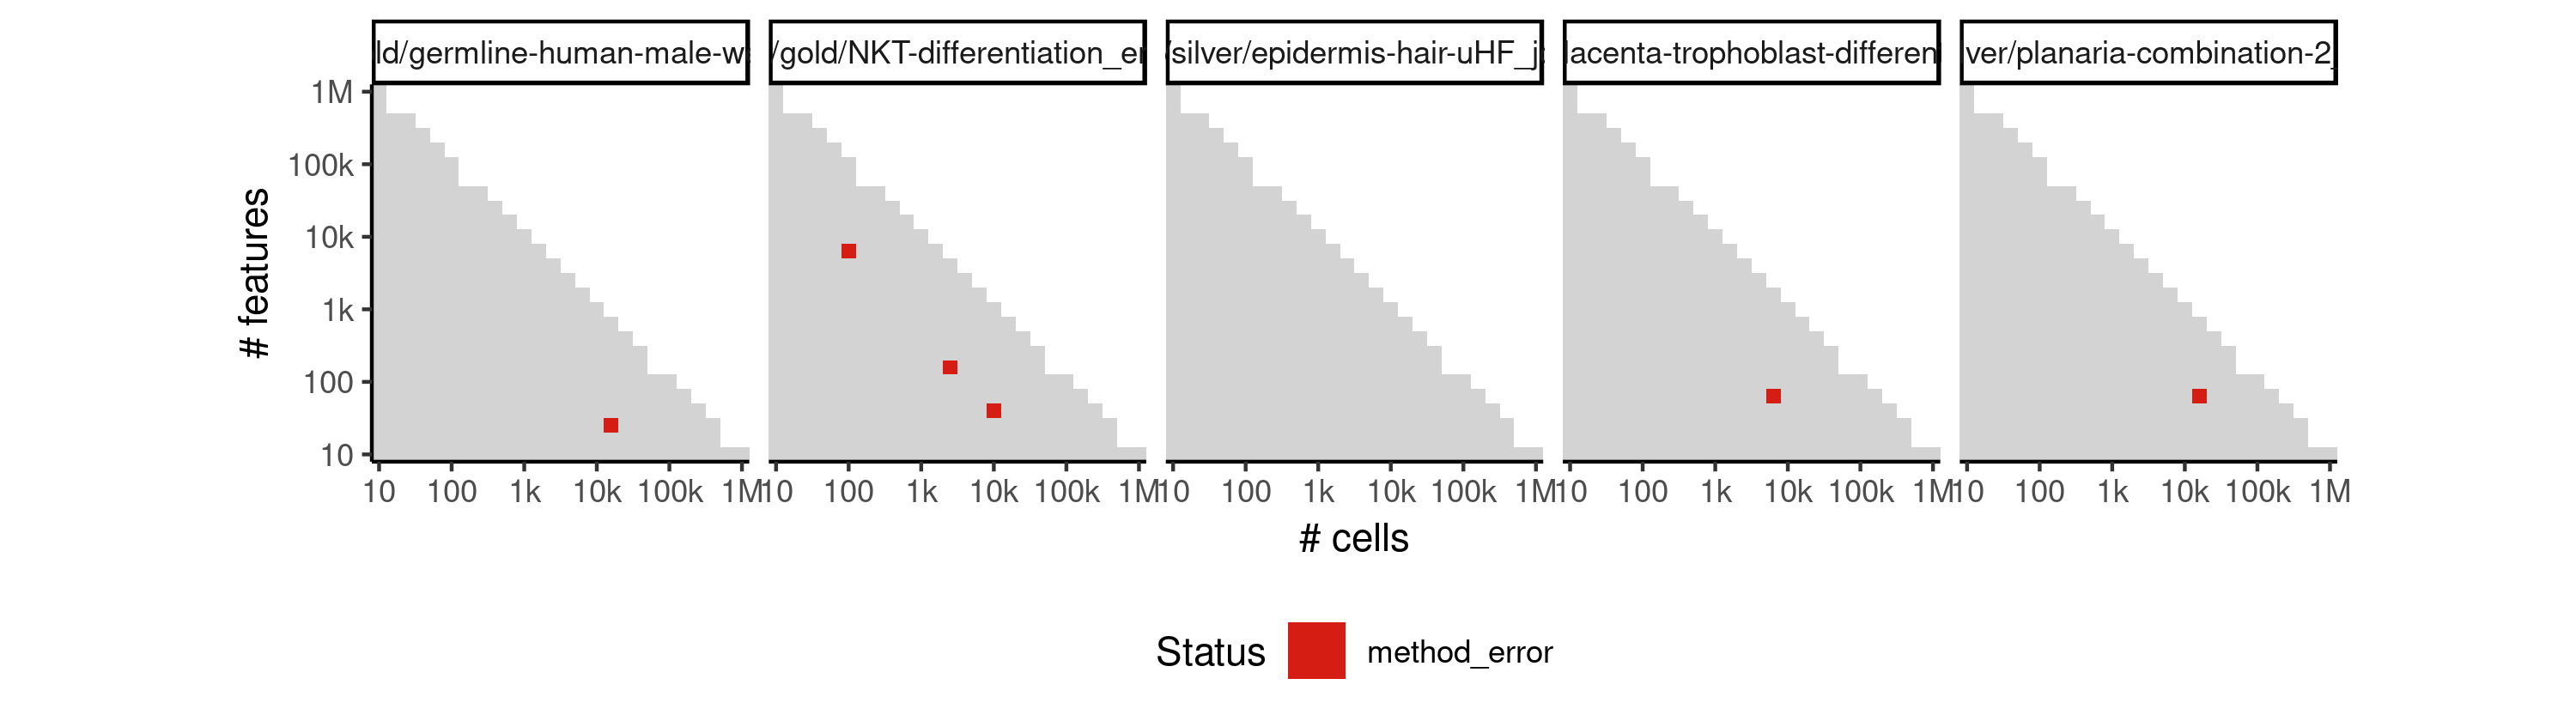 ld/germline-human-male-w
/gold/NKT-differentiation_e
/silver/epidermis-hair-uHF_j
lacenta-trophoblast-differen
ver/planaria-combination-2
# features
1M
100k
10k
1k
100
10
10 100 1k 10k 100k 1M
10 100 1k 10k 100k 1M
10 100 1k 10k 100k 1M
10 100 1k 10k 100k 1M
10 100 1k 10k 100k 1M
# cells
Status method_error